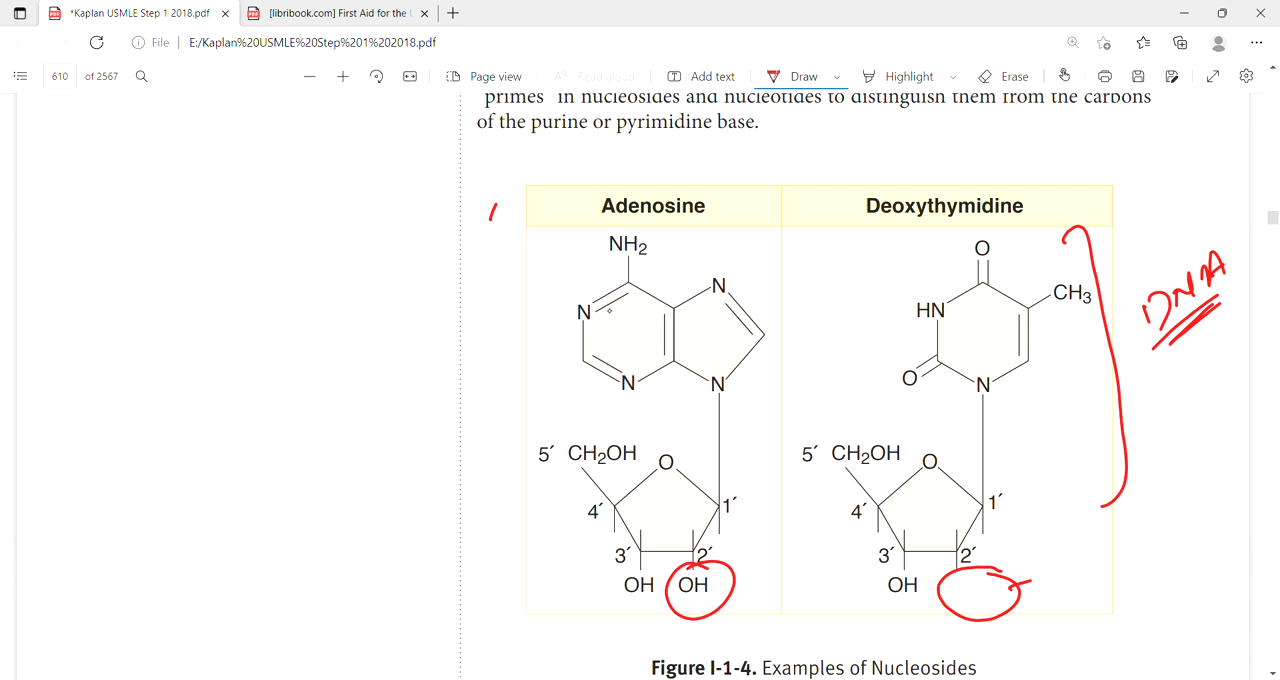 *Kaplan USMLE Step 1 2018.pdf
[libribook.com] First Aid for the
File
E:/Kaplan%20USMLE%20Step%201%202018.pdf
610 of 2567
Page view
Read aloud
Add text
Draw
Highlight
Erase
"primes" in nucleosides and nucleotides to distinguish them from the carbons
of the purine or pyrimidine base.
Adenosine
Deoxythymidine
NH2
N
N
N
N
5´ CH2OH
O
4´
1´
3´
2´
OH
OH
O
CH3
HN
O
N
5´ CH2OH
O
4´
1´
3´
2´
OH
DNA
Figure I-1-4. Examples of Nucleosides